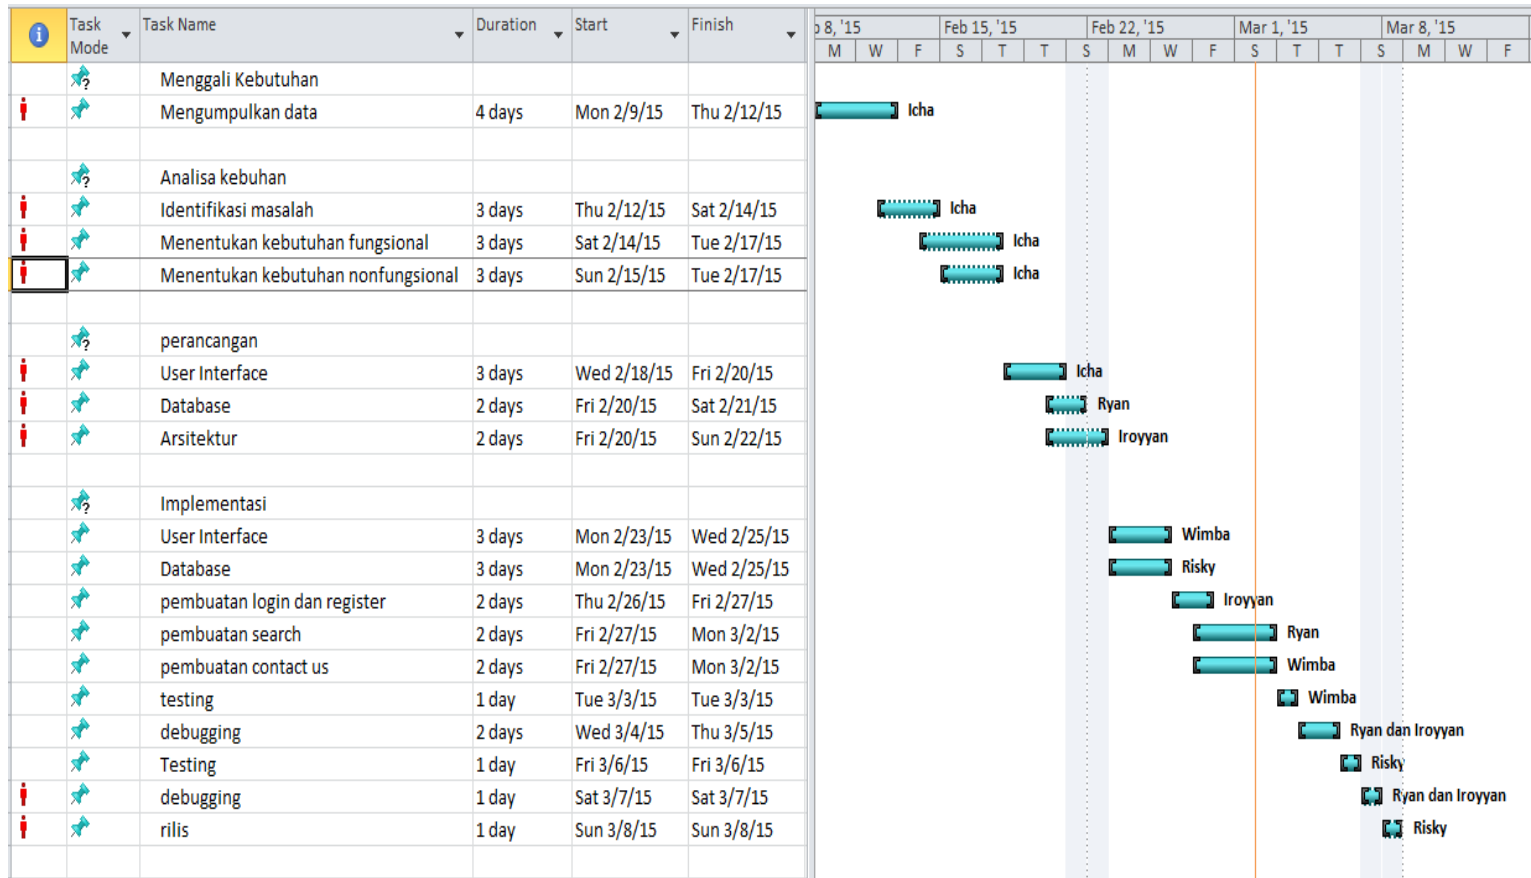 Task Mode Task Name Duration Start Finish
8, '15 Feb 15, '15 Feb 22, '15 Mar 1, '15 Mar 8, '15
M W F S T T S M W F S T T S M W F
? Menggali Kebutuhan
Mengumpulkan data 4 days Mon 2/9/15 Thu 2/12/15 Icha
? Analisa kebuhan
Identifikasi masalah 3 days Thu 2/12/15 Sat 2/14/15 Icha
Menentukan kebutuhan fungsional 3 days Sat 2/14/15 Tue 2/17/15 Icha
Menentukan kebutuhan nonfungsional 3 days Sun 2/15/15 Tue 2/17/15 Icha
? perancangan
User Interface 3 days Wed 2/18/15 Fri 2/20/15 Icha
Database 2 days Fri 2/20/15 Sat 2/21/15 Ryan
Arsitektur 2 days Fri 2/20/15 Sun 2/22/15 Iroyyan
? Implementasi
User Interface 3 days Mon 2/23/15 Wed 2/25/15 Wimba
Database 3 days Mon 2/23/15 Wed 2/25/15 Risky
pembuatan login dan register 2 days Thu 2/26/15 Fri 2/27/15 Iroyyan
pembuatan search 2 days Fri 2/27/15 Mon 3/2/15 Ryan
pembuatan contact us 2 days Fri 2/27/15 Mon 3/2/15 Wimba
testing 1 day Tue 3/3/15 Tue 3/3/15 Wimba
debugging 2 days Wed 3/4/15 Thu 3/5/15 Ryan dan Iroyyan
Testing 1 day Fri 3/6/15 Fri 3/6/15 Risky
debugging 1 day Sat 3/7/15 Sat 3/7/15 Ryan dan Iroyyan
rilis 1 day Sun 3/8/15 Sun 3/8/15 Risky